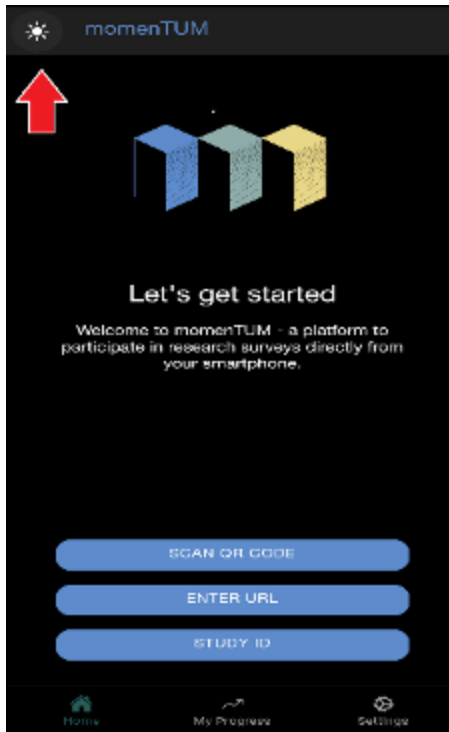 momenTUM
Let's get started
Welcome to momenTUM - a platform to
participate in research surveys directly from
your smartphone.
SCAN QR CODE
ENTER URL
STUDY ID
Home My Progress Settings